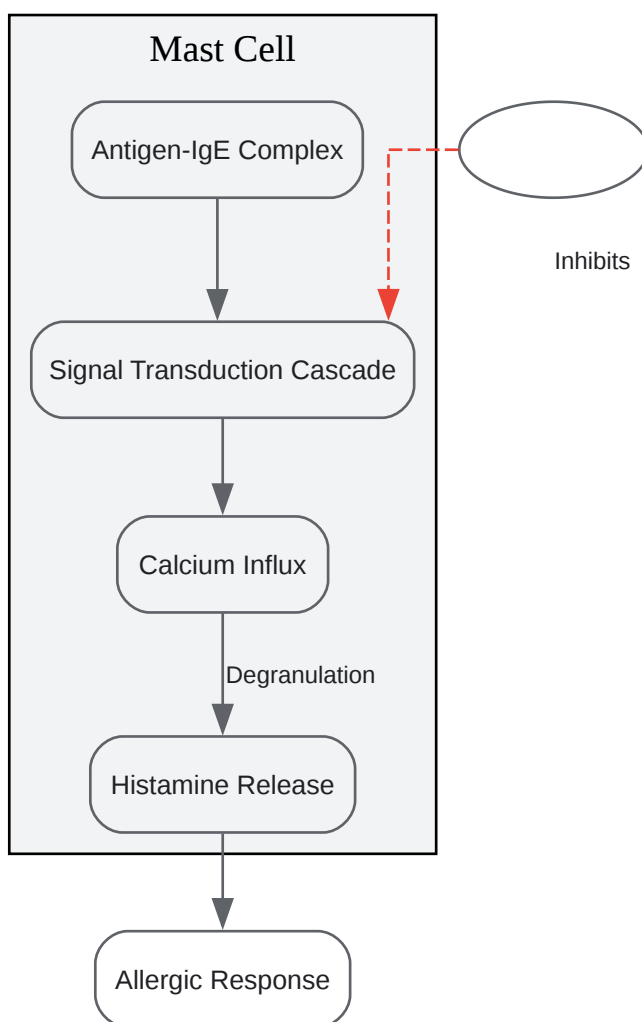 Mast Cell
Antigen-IgE Complex
Inhibits
Signal Transduction Cascade
Calcium Influx
Degranulation
Histamine Release
Allergic Response